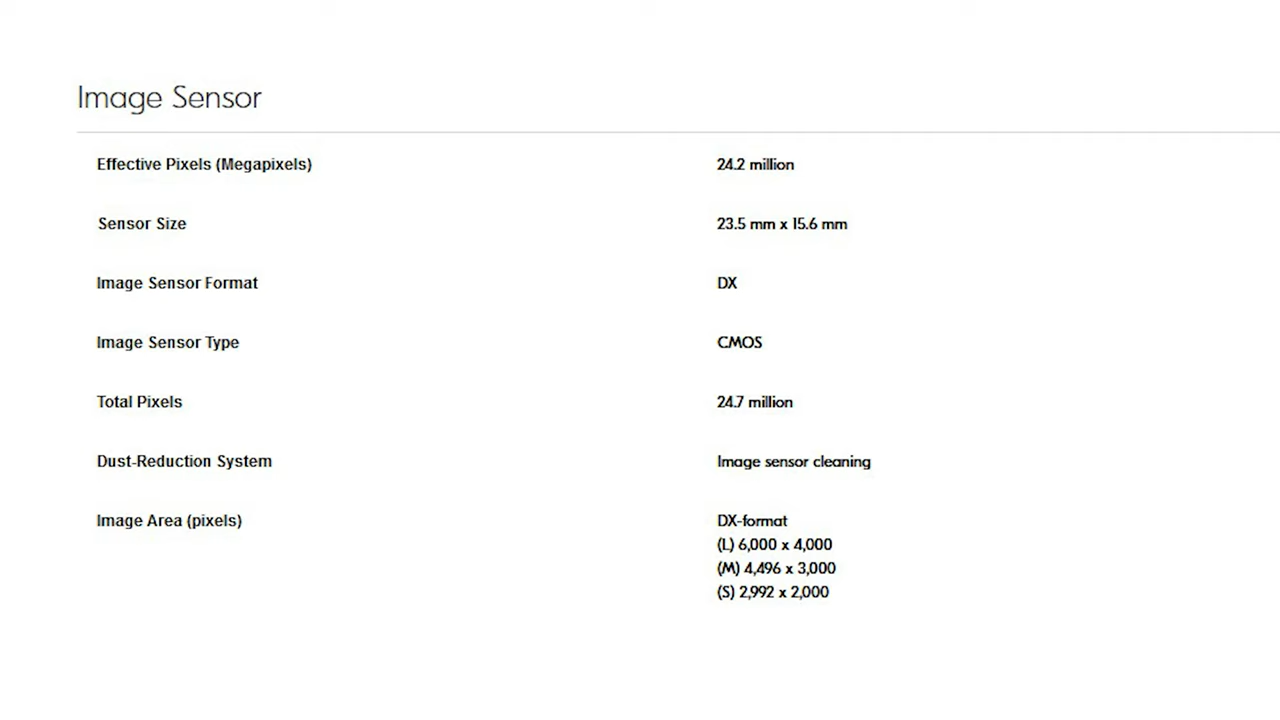 Image Sensor
Effective Pixels (Megapixels) 24.2 million
Sensor Size 23.5 mm x 15.6 mm
Image Sensor Format DX
Image Sensor Type CMOS
Total Pixels 24.7 million
Dust-Reduction System Image sensor cleaning
Image Area (pixels) DX-format
(L) 6,000 x 4,000
(M) 4,496 x 3,000
(S) 2,992 x 2,000